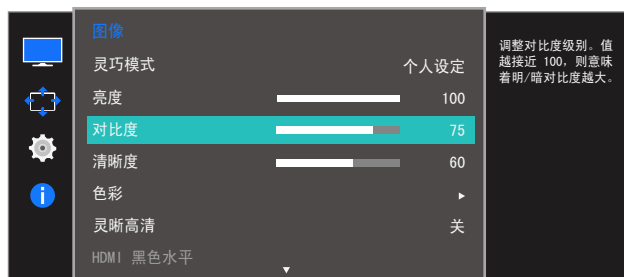 图像
灵巧模式 个人设定
亮度 100
对比度 75
清晰度 60
色彩
灵晰高清 关
HDMI 黑色水平
调整对比度级别。值
越接近 100，则意味
着明/暗对比度越大。